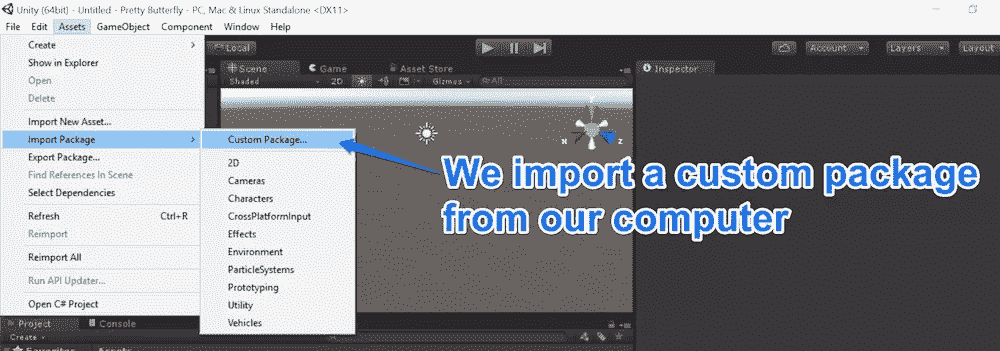 Unity (64bit) - Untitled - Pretty Butterfly - PC, Mac & Linux Standalone <DX11>
File Edit Assets GameObject Component Window Help
Create
Show in Explorer
Open
Delete
Import New Asset...
Import Package
Export Package...
Find References In Scene
Select Dependencies
Refresh Ctrl+R
Reimport
Reimport All
Run API Updater...
Open C# Project
Custom Package...
2D
Cameras
Characters
CrossPlatformInput
Effects
Environment
ParticleSystems
Prototyping
Utility
Vehicles
Local
Account Layers Layout
Scene Game Asset Store
Shaded 2D Gizmos All
Inspector
We import a custom package
from our computer
Project Console
Create
Favorites Assets